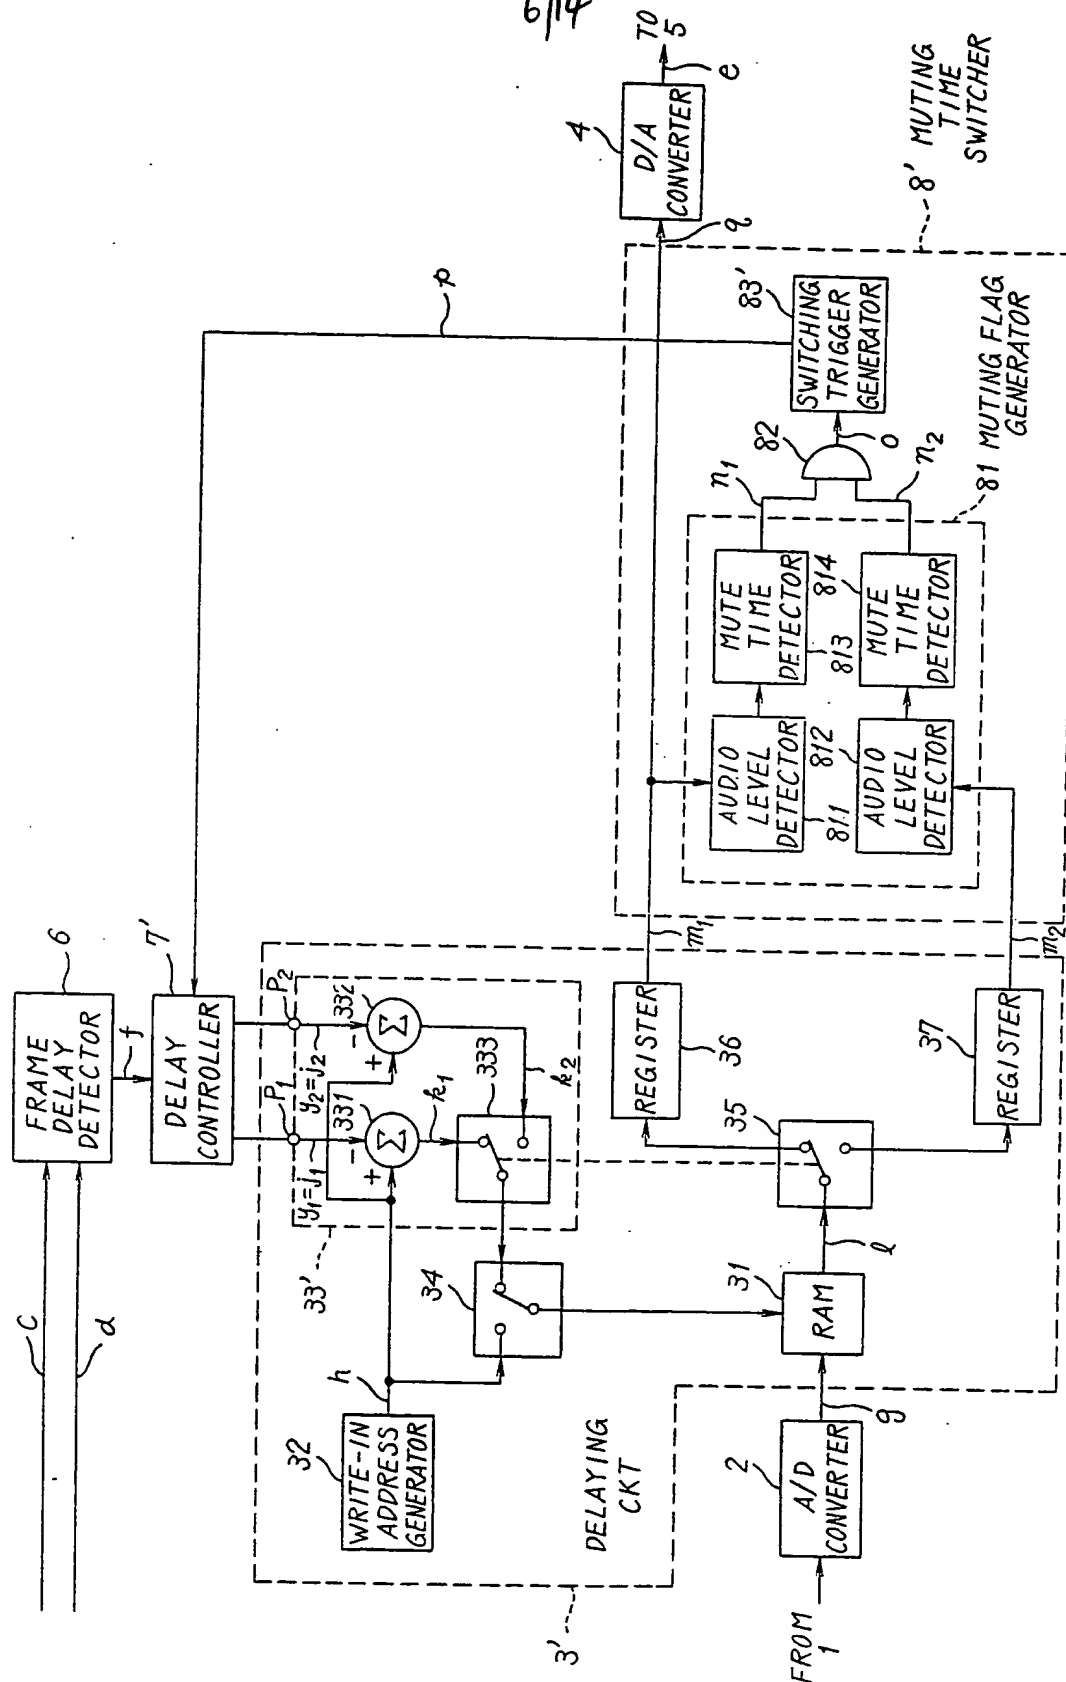 6/14
C
d
FRAME
DELAY
DETECTOR
6
f
DELAY
CONTROLLER
7'
p
P1
P2
y1=j1
y2=j2
331
332
-
+
-
+
Σ
Σ
k1
k2
333
33'
34
h
32
WRITE-IN
ADDRESS
GENERATOR
DELAYING
CKT
3'
FROM
1
2
A/D
CONVERTER
g
31
RAM
l
35
REGISTER
36
REGISTER
37
m1
m2
AUDIO
LEVEL
DETECTOR
811
AUDIO
LEVEL
DETECTOR
812
MUTE
TIME
DETECTOR
813
MUTE
TIME
DETECTOR
814
n1
n2
82
o
SWITCHING
TRIGGER
GENERATOR
83'
81 MUTING FLAG
GENERATOR
8' MUTING
TIME
SWITCHER
q
4
D/A
CONVERTER
e
TO
5